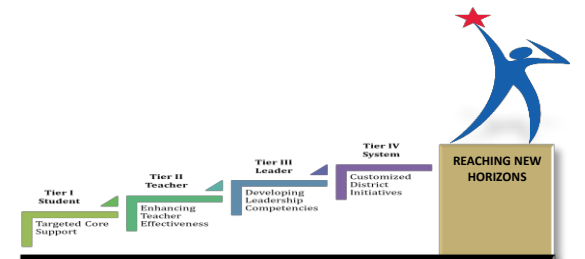 Tier I
Student
Targeted Core
Support
Tier II
Teacher
Enhancing
Teacher
Effectiveness
Tier III
Leader
Developing
Leadership
Competencies
Tier IV
System
Customized
District
Initiatives
REACHING NEW
HORIZONS